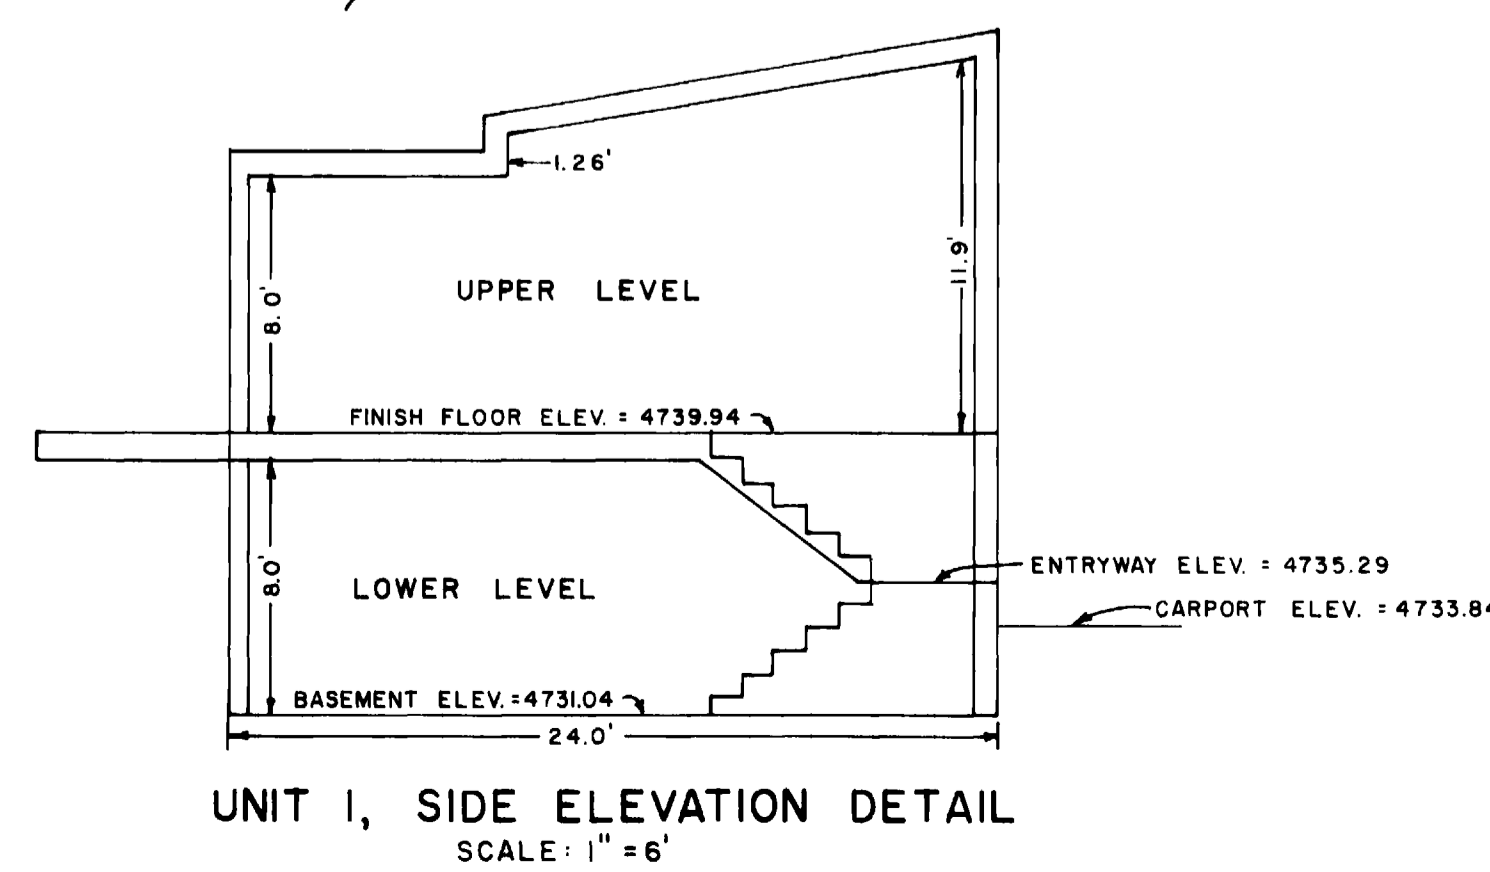 1.26'
11.9'
UPPER LEVEL
8.0'
FINISH FLOOR ELEV. = 4739.94
ENTRYWAY ELEV. = 4735.29
8.0'
LOWER LEVEL
CARPORT ELEV. = 4733.84
BASEMENT ELEV. = 4731.04
24.0'
UNIT 1, SIDE ELEVATION DETAIL
SCALE: 1" = 6'